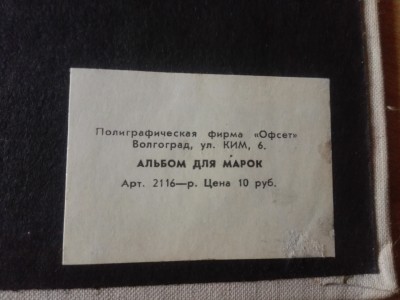 Полиграфическая фирма «Офсет»
Волгоград, ул. КИМ, 6.
АЛЬБОМ ДЛЯ МАРОК
Арт. 2116—р. Цена 10 руб.